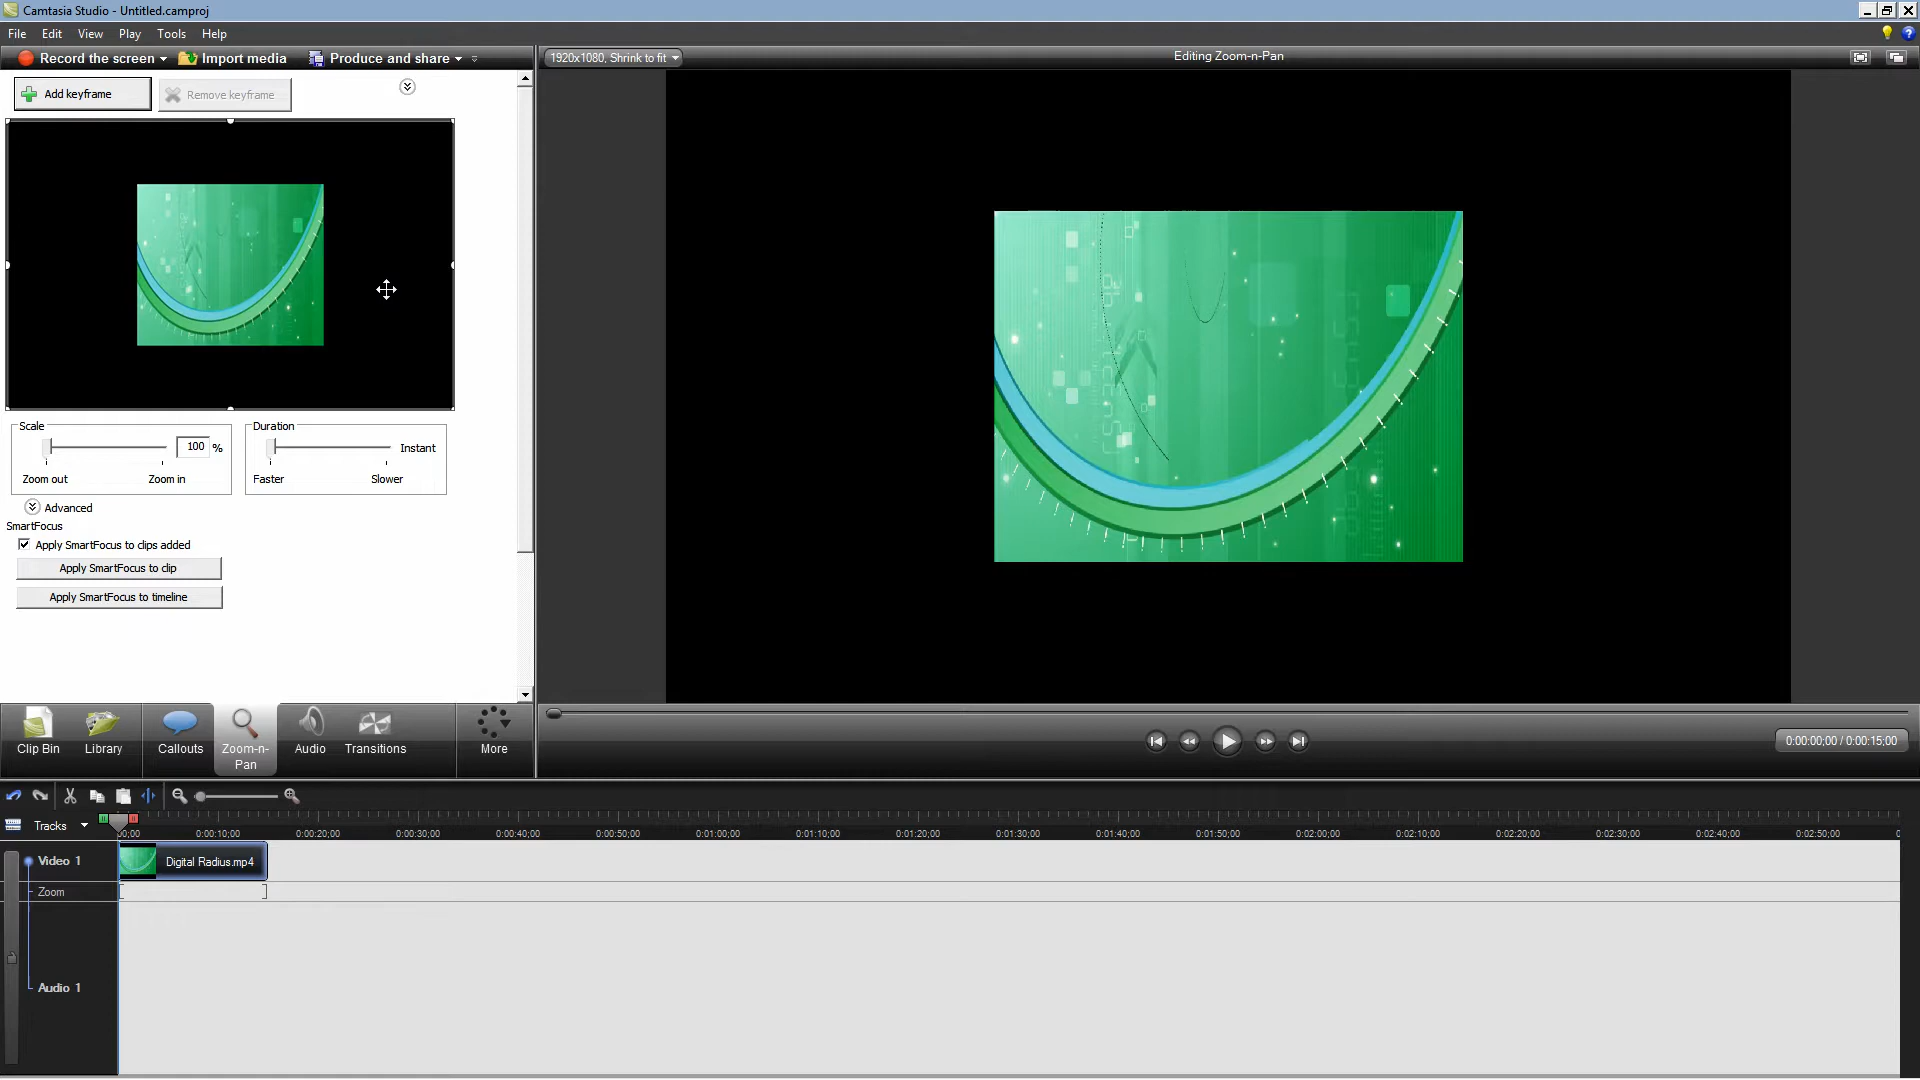 Camtasia Studio - Untitled.camproj
File Edit View Play Tools Help
Record the screen Import media Produce and share
1920x1080, Shrink to fit
Editing Zoom-n-Pan
Add keyframe Remove keyframe
Scale
100 %
Zoom out Zoom in
Duration
Instant
Faster Slower
Advanced
SmartFocus
Apply SmartFocus to clips added
Apply SmartFocus to clip
Apply SmartFocus to timeline
Clip Bin Library Callouts Zoom-n-Pan Audio Transitions More
0:00:00;00 / 0:00:15;00
Tracks
00;00 0:00:10;00 0:00:20;00 0:00:30;00 0:00:40;00 0:00:50;00 0:01:00;00 0:01:10;00 0:01:20;00 0:01:30;00 0:01:40;00 0:01:50;00 0:02:00;00 0:02:10;00 0:02:20;00 0:02:30;00 0:02:40;00 0:02:50;00
Video 1 Digital Radius.mp4
Zoom
Audio 1